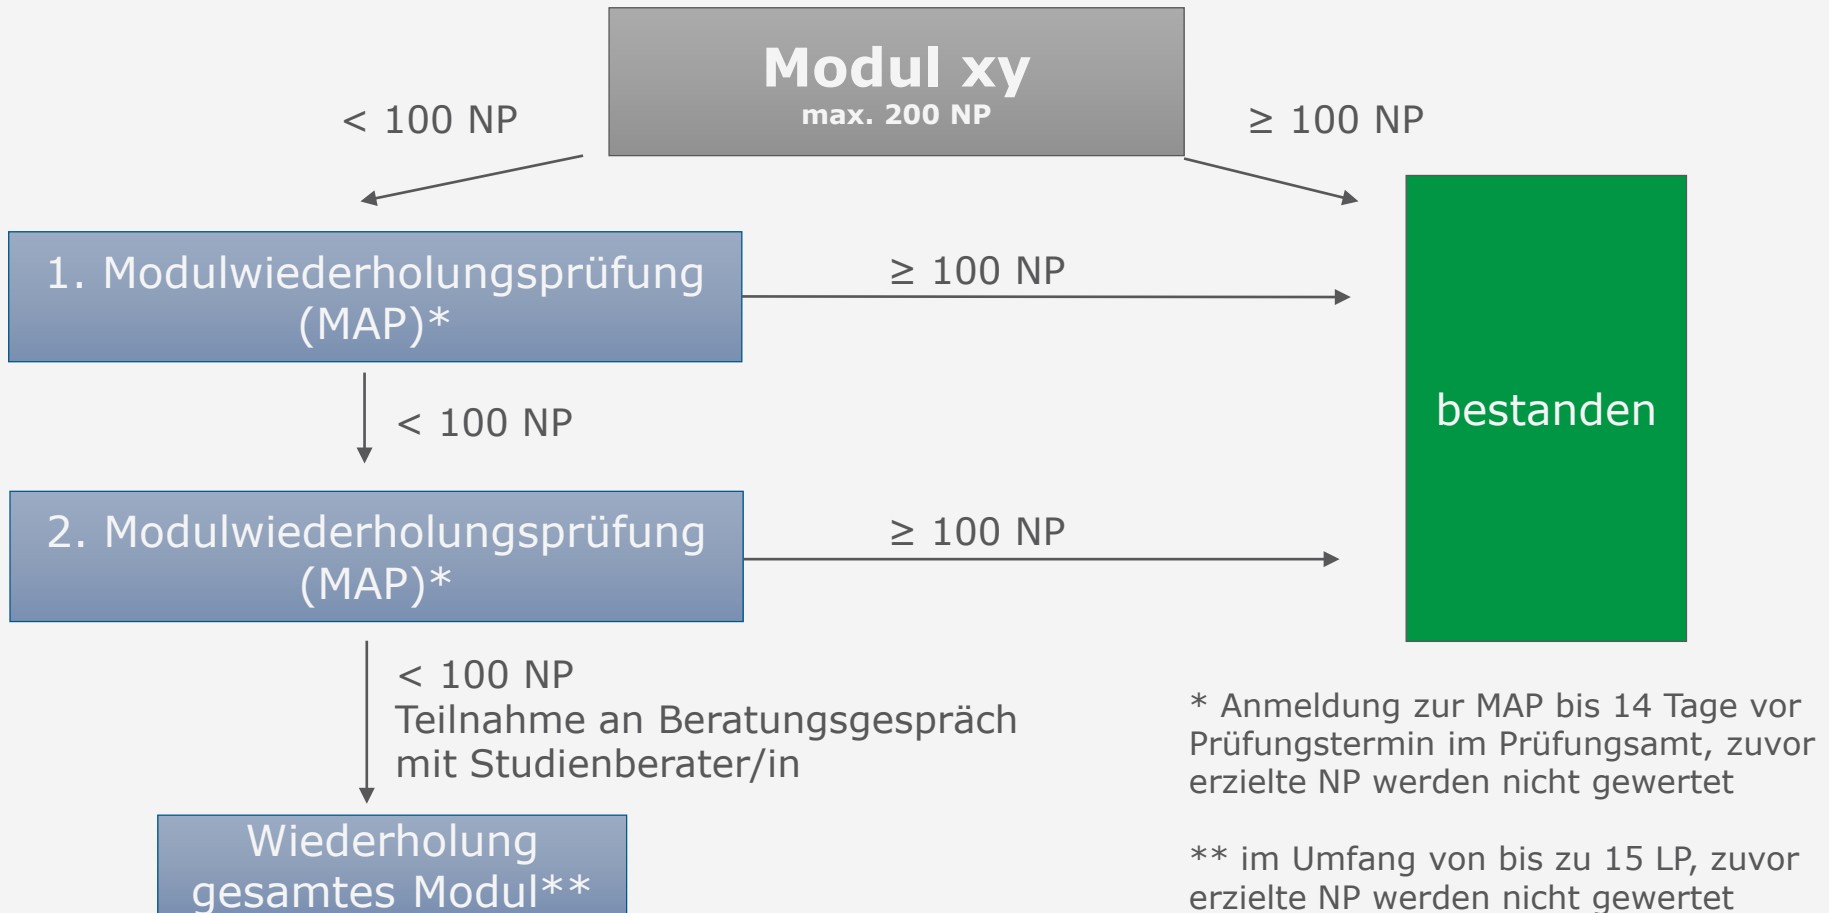 Modul xy
max. 200 NP
< 100 NP
≥ 100 NP
1. Modulwiederholungsprüfung
(MAP)*
≥ 100 NP
bestanden
< 100 NP
2. Modulwiederholungsprüfung
(MAP)*
≥ 100 NP
< 100 NP
Teilnahme an Beratungsgespräch
mit Studienberater/in
* Anmeldung zur MAP bis 14 Tage vor
Prüfungstermin im Prüfungsamt, zuvor
erzielte NP werden nicht gewertet
Wiederholung
gesamtes Modul**
** im Umfang von bis zu 15 LP, zuvor
erzielte NP werden nicht gewertet